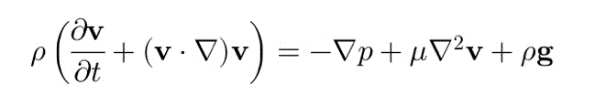 ρ(∂v/∂t + (v · ∇)v) = −∇p + μ∇²v + ρg